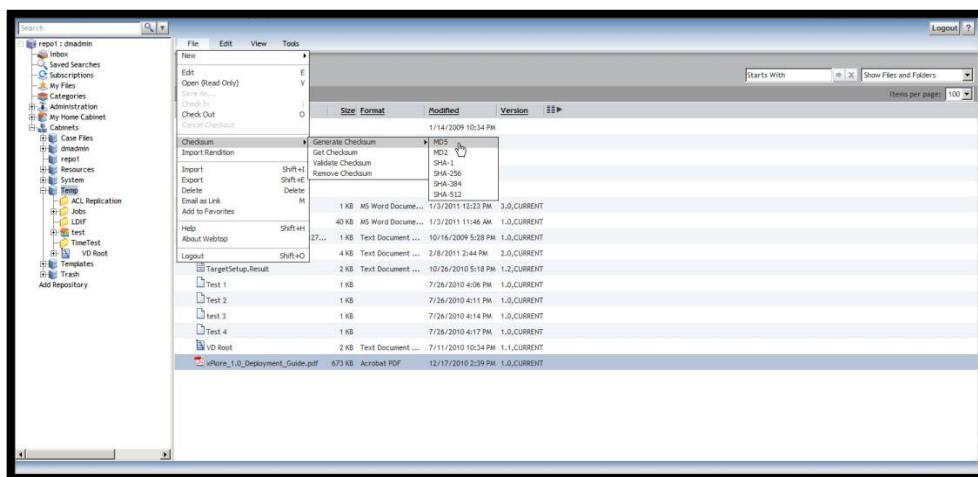 Search
Logout ?
repo1 : dmadmin
Inbox
Saved Searches
Subscriptions
My Files
Categories
Administration
My Home Cabinet
Cabinets
Case Files
dmadmin
repo1
Resources
System
Temp
ACL Replication
Jobs
LDIF
test
TimeTest
VD Root
Templates
Trash
Add Repository
File Edit View Tools
New
Edit E
Open (Read Only) V
Save As...
Check In I
Check Out O
Cancel Checkout
Checksum
Import Rendition
Import Shift+I
Export Shift+E
Delete Delete
Email as Link M
Add to Favorites
Help Shift+H
About Webtop
Logout Shift+O
Generate Checksum
Get Checksum
Validate Checksum
Remove Checksum
MD5
MD2
SHA-1
SHA-256
SHA-384
SHA-512
Starts With
Show Files and Folders
Items per page: 100
Size Format Modified Version
1/14/2009 10:34 PM
1 KB MS Word Docume... 1/3/2011 12:23 PM 3.0,CURRENT
40 KB MS Word Docume... 1/3/2011 11:46 AM 1.0,CURRENT
27... 1 KB Text Document ... 10/16/2009 5:28 PM 1.0,CURRENT
4 KB Text Document ... 2/8/2011 2:44 PM 2.0,CURRENT
TargetSetup.Result 2 KB Text Document ... 10/26/2010 5:18 PM 1.2,CURRENT
Test 1 1 KB 7/26/2010 4:06 PM 1.0,CURRENT
Test 2 1 KB 7/26/2010 4:11 PM 1.0,CURRENT
test 3 1 KB 7/26/2010 4:14 PM 1.0,CURRENT
Test 4 1 KB 7/26/2010 4:17 PM 1.0,CURRENT
VD Root 2 KB Text Document ... 7/11/2010 10:34 PM 1.1,CURRENT
xPlore_1.0_Deployment_Guide.pdf 673 KB Acrobat PDF 12/17/2010 2:39 PM 1.0,CURRENT